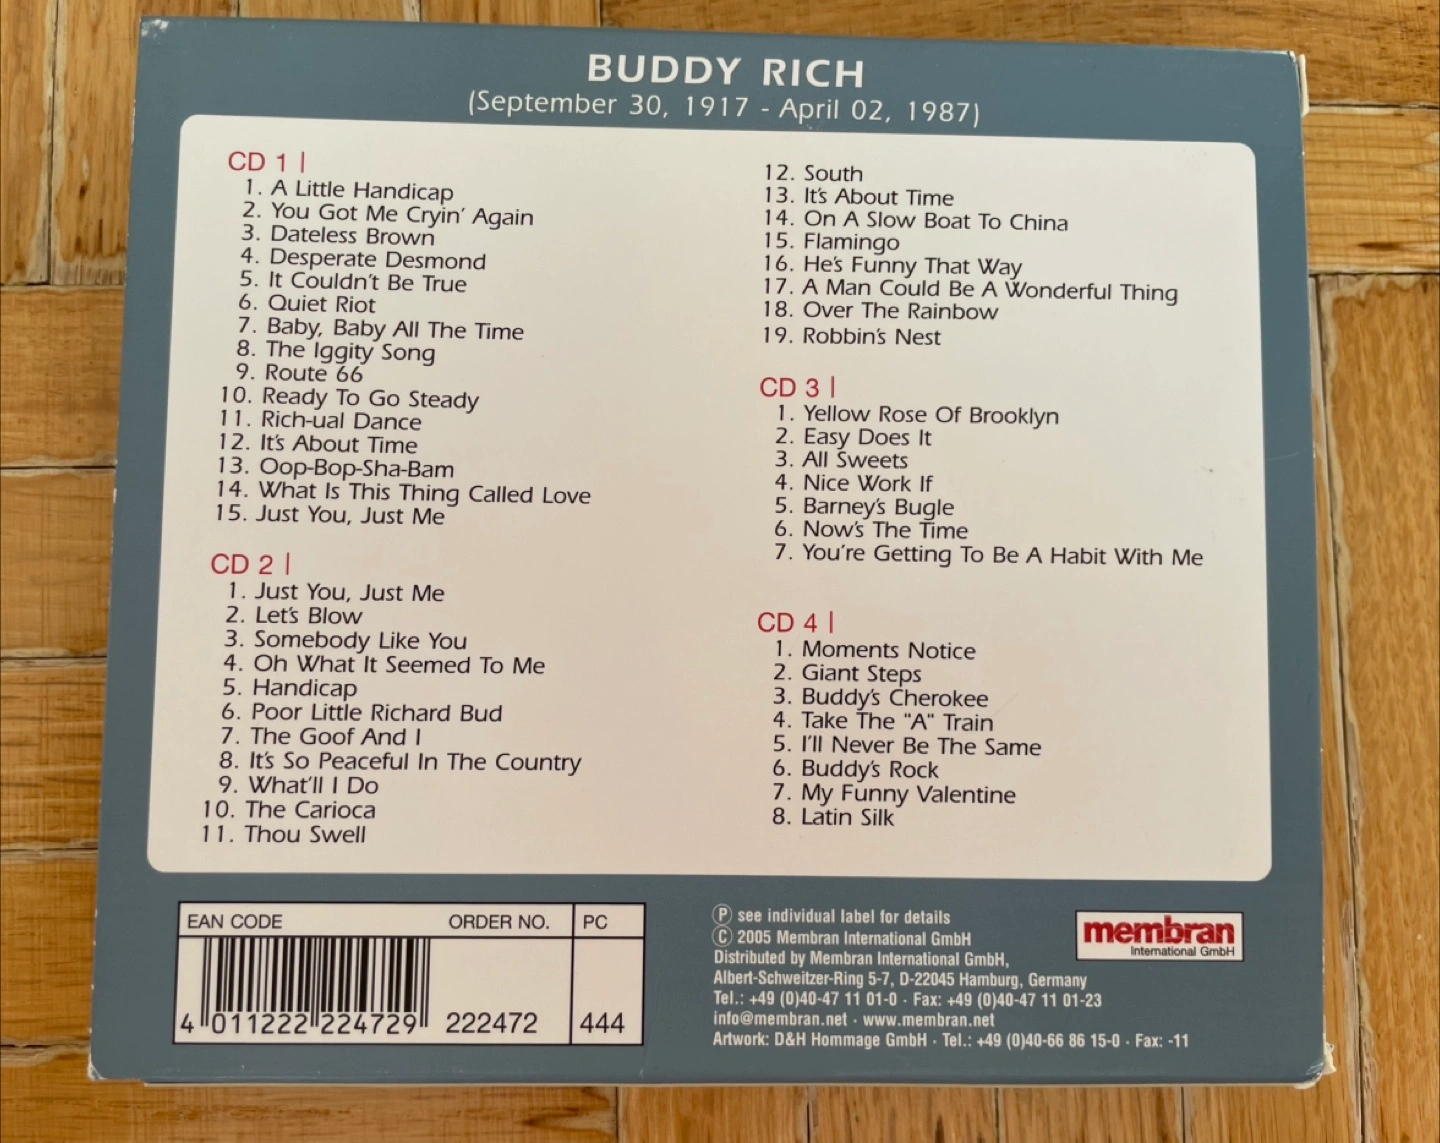 BUDDY RICH
(September 30, 1917 - April 02, 1987)
CD 1 |
1. A Little Handicap
2. You Got Me Cryin' Again
3. Dateless Brown
4. Desperate Desmond
5. It Couldn't Be True
6. Quiet Riot
7. Baby, Baby All The Time
8. The Iggity Song
9. Route 66
10. Ready To Go Steady
11. Rich-ual Dance
12. It's About Time
13. Oop-Bop-Sha-Bam
14. What Is This Thing Called Love
15. Just You, Just Me
CD 2 |
1. Just You, Just Me
2. Let's Blow
3. Somebody Like You
4. Oh What It Seemed To Me
5. Handicap
6. Poor Little Richard Bud
7. The Goof And I
8. It's So Peaceful In The Country
9. What'll I Do
10. The Carioca
11. Thou Swell
12. South
13. It's About Time
14. On A Slow Boat To China
15. Flamingo
16. He's Funny That Way
17. A Man Could Be A Wonderful Thing
18. Over The Rainbow
19. Robbin's Nest
CD 3 |
1. Yellow Rose Of Brooklyn
2. Easy Does It
3. All Sweets
4. Nice Work If
5. Barney's Bugle
6. Now's The Time
7. You're Getting To Be A Habit With Me
CD 4 |
1. Moments Notice
2. Giant Steps
3. Buddy's Cherokee
4. Take The "A" Train
5. I'll Never Be The Same
6. Buddy's Rock
7. My Funny Valentine
8. Latin Silk
EAN CODE ORDER NO. PC
4 011222 224729 222472 444
Ⓟ see individual label for details
Ⓒ 2005 Membran International GmbH
Distributed by Membran International GmbH,
Albert-Schweitzer-Ring 5-7, D-22045 Hamburg, Germany
Tel.: +49 (0)40-47 11 01-0 · Fax: +49 (0)40-47 11 01-23
info@membran.net · www.membran.net
Artwork: D&H Hommage GmbH · Tel.: +49 (0)40-66 86 15-0 · Fax: -11
membran
International GmbH